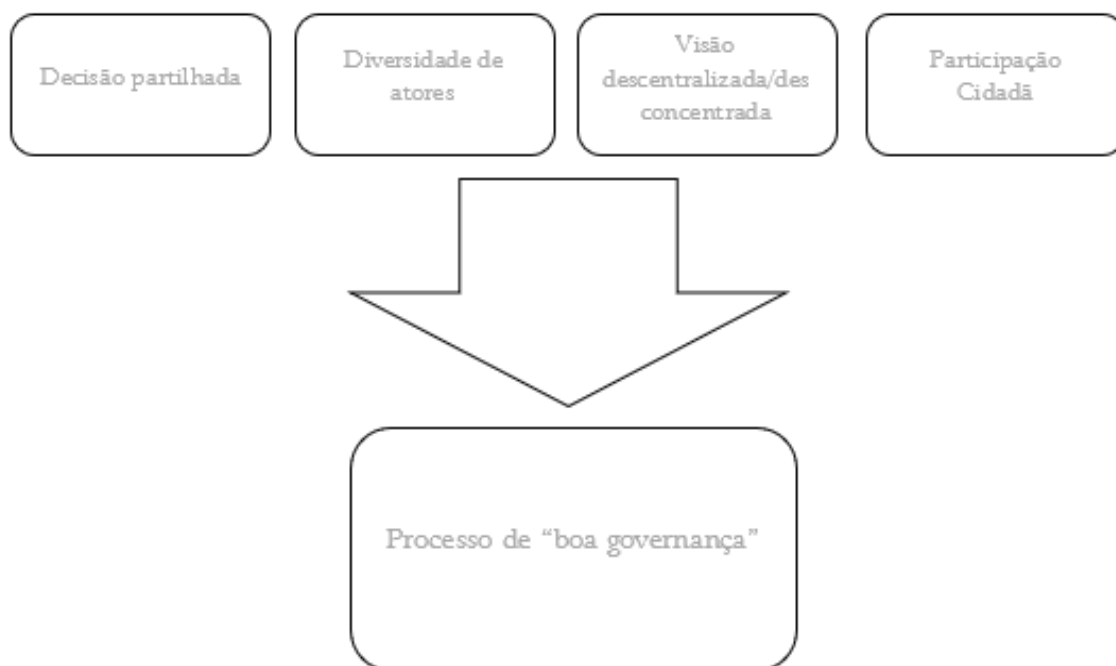 Decisão partilhada
Diversidade de
atores
Visão
descentralizada/des
concentrada
Participação
Cidadã
Processo de “boa governança”